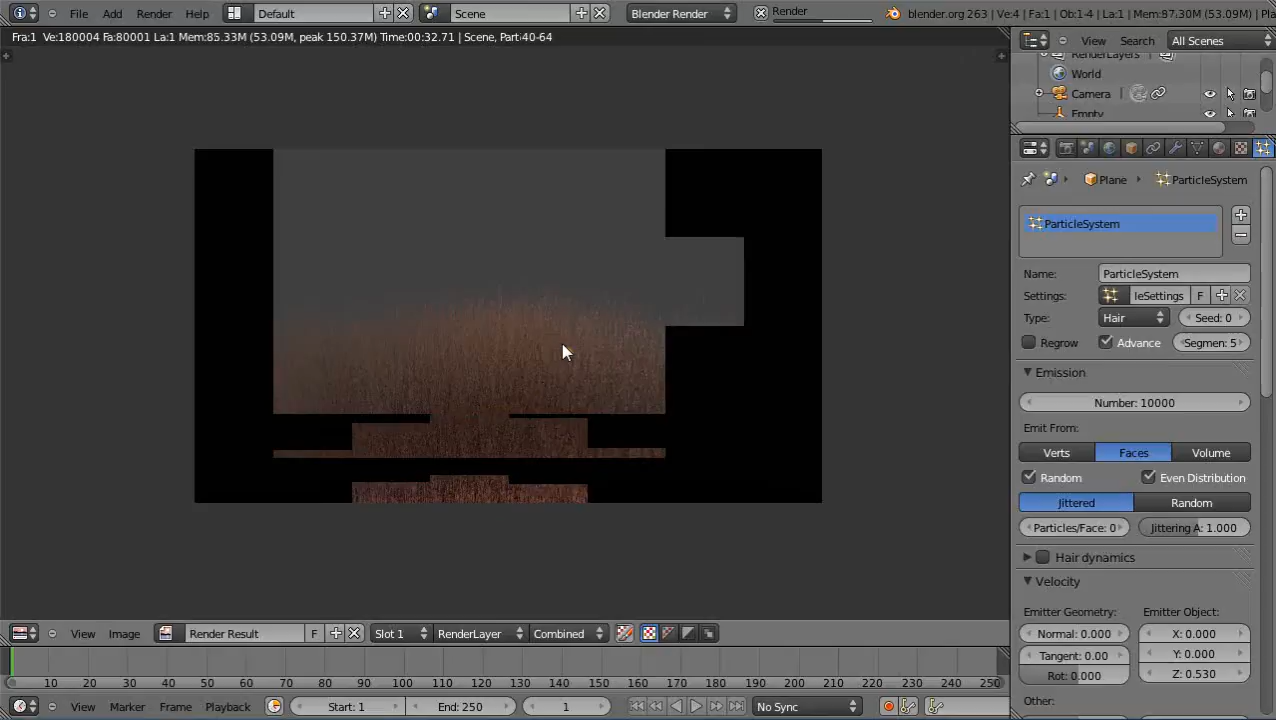 File Add Render Help Default Scene Blender Render Render blender.org 263 | Ve:4 | Fa:1 | Ob:1-4 | La:1 | Mem:87.30M (53.09M) |
Fra:1 Ve:180004 Fa:80001 La:1 Mem:85.33M (53.09M, peak 150.37M) Time:00:32.71 | Scene, Part 40-64
View Search All Scenes
RenderLayers
World
Camera
Empty
Plane ParticleSystem
ParticleSystem
Name: ParticleSystem
Settings: leSettings F
Type: Hair Seed: 0
Regrow Advance Segmen: 5
Emission
Number: 10000
Emit From:
Verts Faces Volume
Random Even Distribution
Jittered Random
Particles/Face: 0 Jittering A: 1.000
Hair dynamics
Velocity
Emitter Geometry: Emitter Object:
Normal: 0.000 X: 0.000
Tangent: 0.00 Y: 0.000
Rot: 0.000 Z: 0.530
Other:
View Image Render Result F Slot 1 RenderLayer Combined
10 20 30 40 50 60 70 80 90 100 110 120 130 140 150 160 170 180 190 200 210 220 230 240 250
View Marker Frame Playback Start: 1 End: 250 1 No Sync